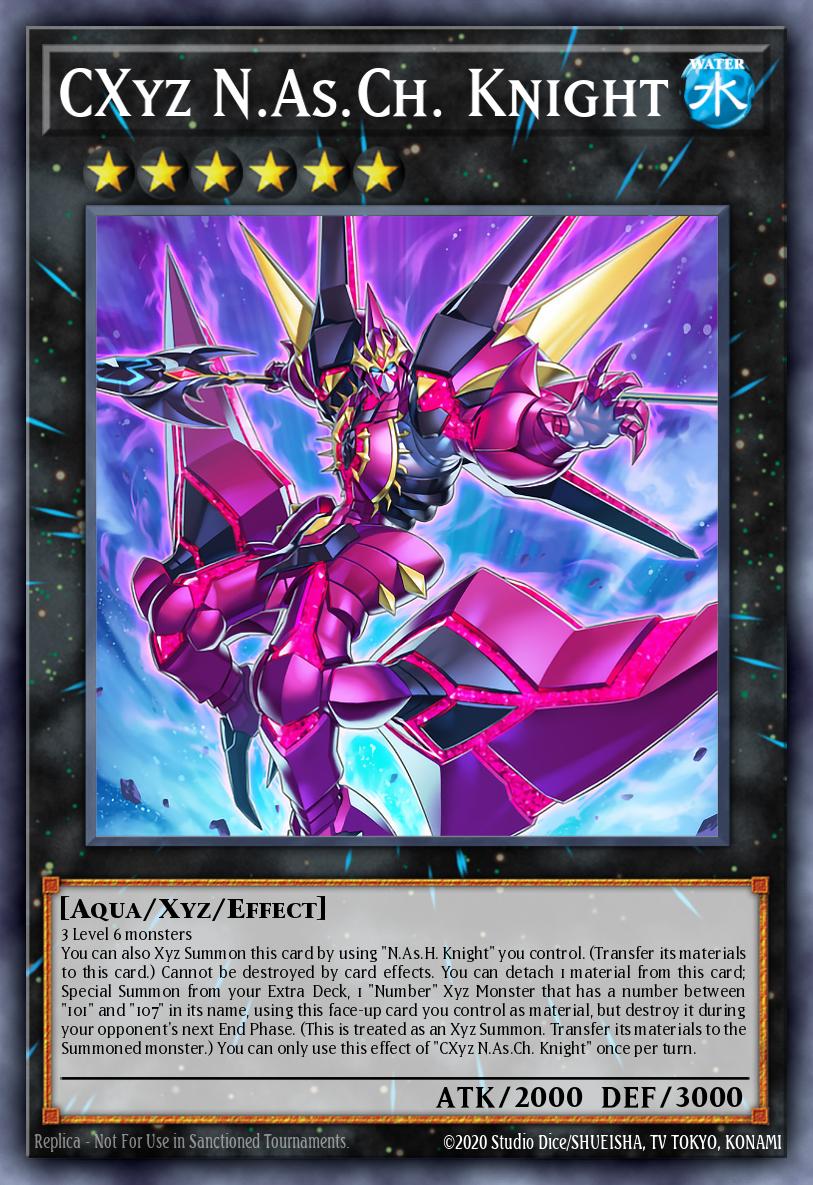 CXyz N.As.Ch. Knight
WATER
水
[Aqua/Xyz/Effect]
3 Level 6 monsters
You can also Xyz Summon this card by using "N.As.H. Knight" you control. (Transfer its materials
to this card.) Cannot be destroyed by card effects. You can detach 1 material from this card;
Special Summon from your Extra Deck, 1 "Number" Xyz Monster that has a number between
"101" and "107" in its name, using this face-up card you control as material, but destroy it during
your opponent's next End Phase. (This is treated as an Xyz Summon. Transfer its materials to the
Summoned monster.) You can only use this effect of "CXyz N.As.Ch. Knight" once per turn.
ATK/2000 DEF/3000
Replica - Not For Use in Sanctioned Tournaments.
©2020 Studio Dice/SHUEISHA, TV TOKYO, KONAMI